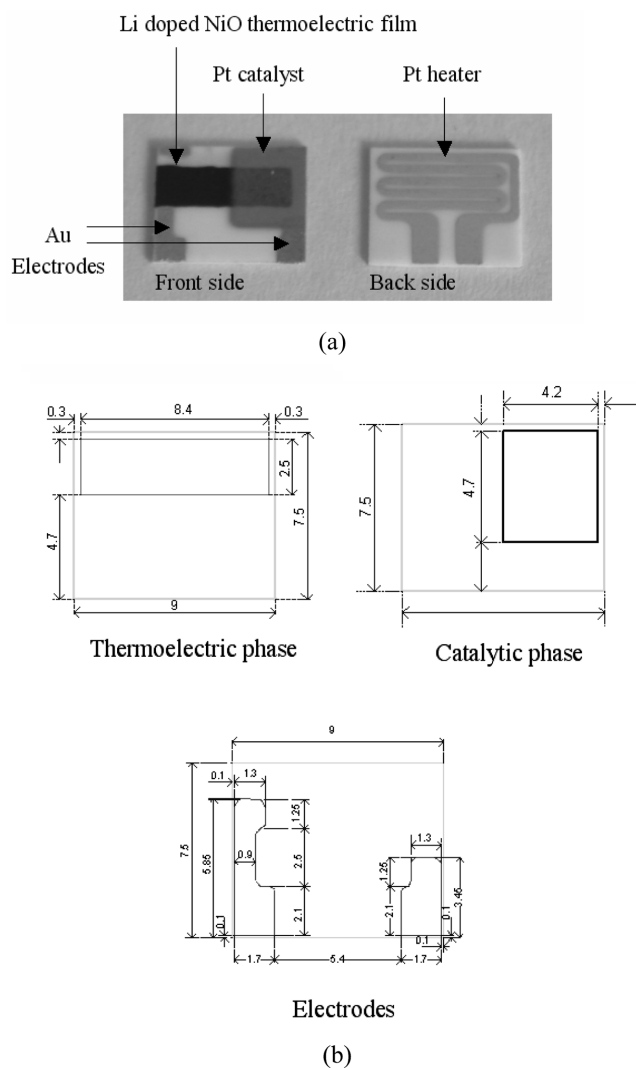 Li doped NiO thermoelectric film
Pt catalyst
Pt heater
Au
Electrodes
Front side
Back side
(a)
0.3
8.4
0.3
2.5
7.5
4.7
9
Thermoelectric phase
4.2
4.7
7.5
Catalytic phase
9
0.1
1.3
1.25
7.5
5.85
0.9
2.5
2.1
0.1
1.7
5.4
1.7
1.3
1.25
2.1
3.45
0.1
0.1
Electrodes
(b)